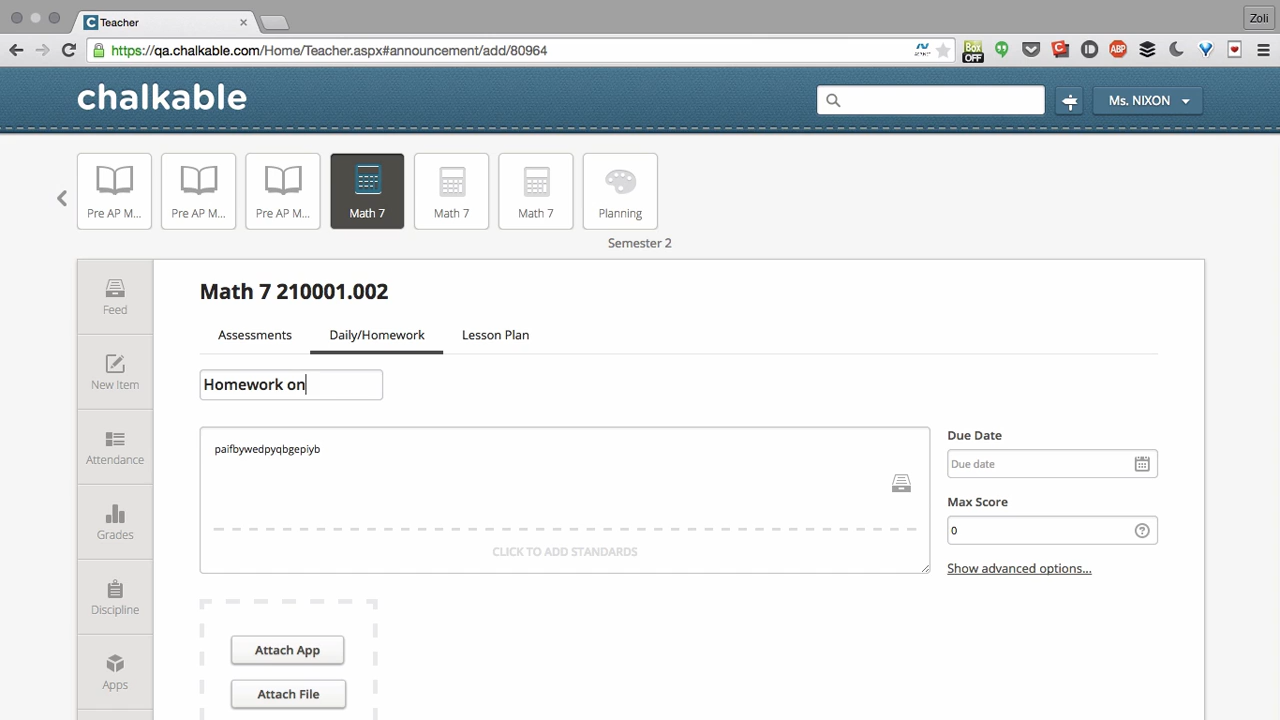 Teacher
Zoli
https://qa.chalkable.com/Home/Teacher.aspx#announcement/add/80964
Box
OFF
ABP
chalkable
Ms. NIXON
Pre AP M...
Pre AP M...
Pre AP M...
Math 7
Math 7
Math 7
Planning
Semester 2
Feed
New Item
Attendance
Grades
Discipline
Apps
Math 7 210001.002
Assessments
Daily/Homework
Lesson Plan
Homework on
paifbywedpyqbgepiyb
CLICK TO ADD STANDARDS
Due Date
Due date
Max Score
0
Show advanced options...
Attach App
Attach File